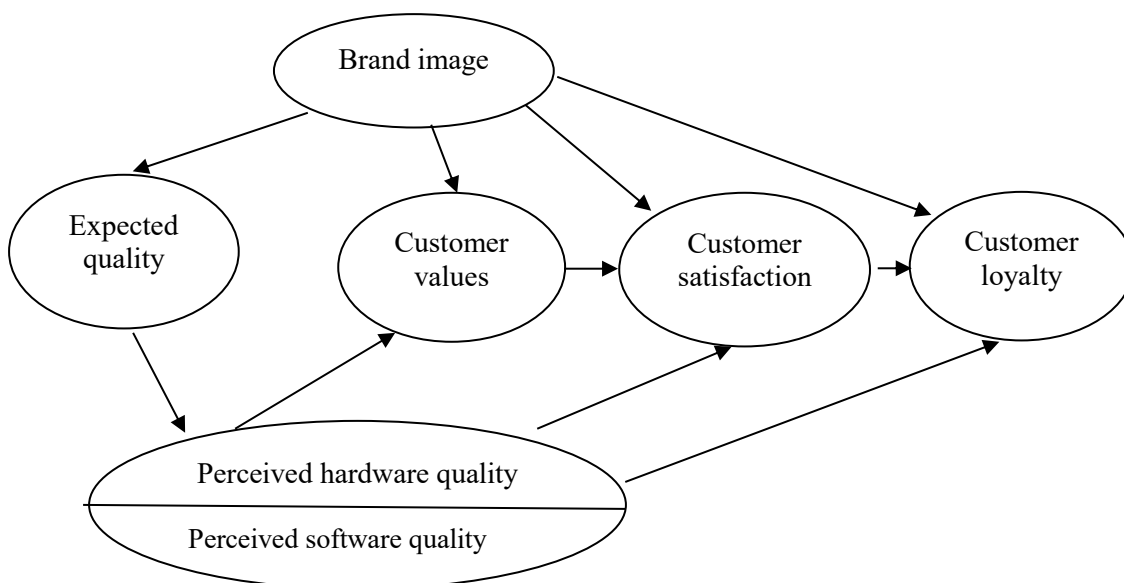 Brand image
Expected
quality
Customer
values
Customer
satisfaction
Customer
loyalty
Perceived hardware quality
Perceived software quality